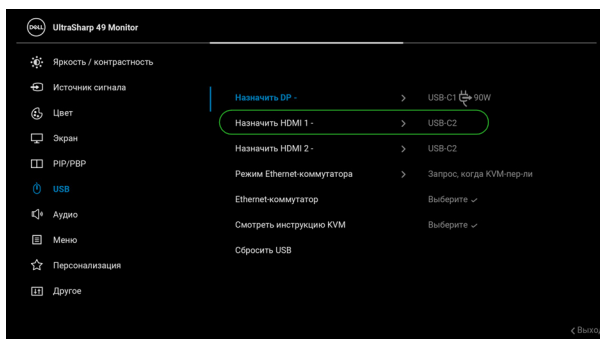 DELL UltraSharp 49 Monitor
Яркость / контрастность
Источник сигнала
Цвет
Экран
PIP/PBP
USB
Аудио
Меню
Персонализация
Другое
Назначить DP - > USB-C1 90W
Назначить HDMI 1 - > USB-C2
Назначить HDMI 2 - > USB-C2
Режим Ethernet-коммутатора > Запрос, когда KVM-пер-ли
Ethernet-коммутатор Выберите ✓
Смотреть инструкцию KVM Выберите ✓
Сбросить USB
< Выход